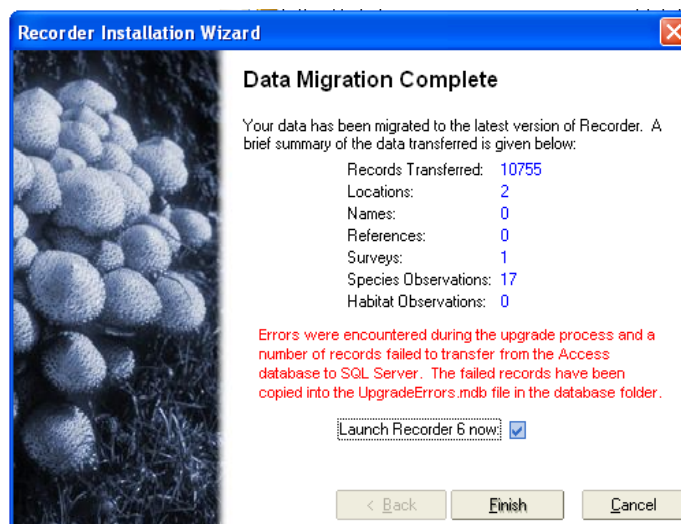 Recorder Installation Wizard
Data Migration Complete
Your data has been migrated to the latest version of Recorder. A
brief summary of the data transferred is given below:
Records Transferred: 10755
Locations: 2
Names: 0
References: 0
Surveys: 1
Species Observations: 17
Habitat Observations: 0
Errors were encountered during the upgrade process and a
number of records failed to transfer from the Access
database to SQL Server. The failed records have been
copied into the UpgradeErrors.mdb file in the database folder.
Launch Recorder 6 now:
< Back Finish Cancel